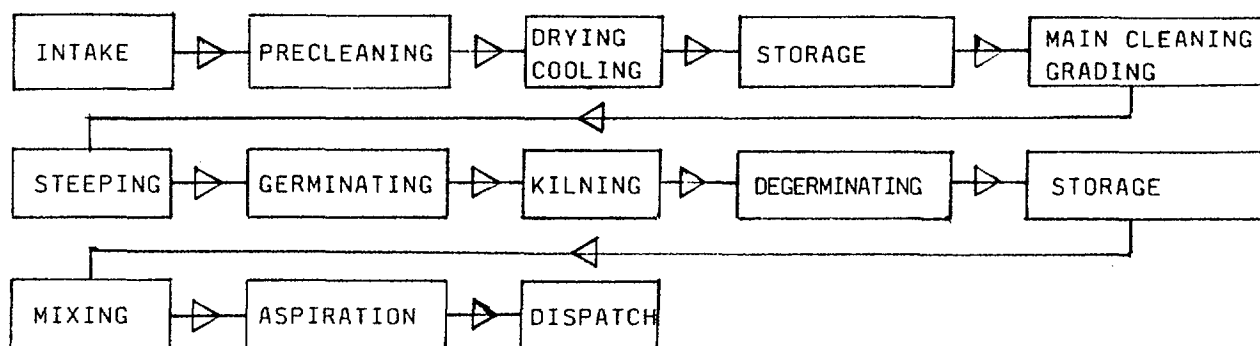 INTAKE
PRECLEANING
DRYING
COOLING
STORAGE
MAIN CLEANING
GRADING
STEEPING
GERMINATING
KILNING
DEGERMINATING
STORAGE
MIXING
ASPIRATION
DISPATCH